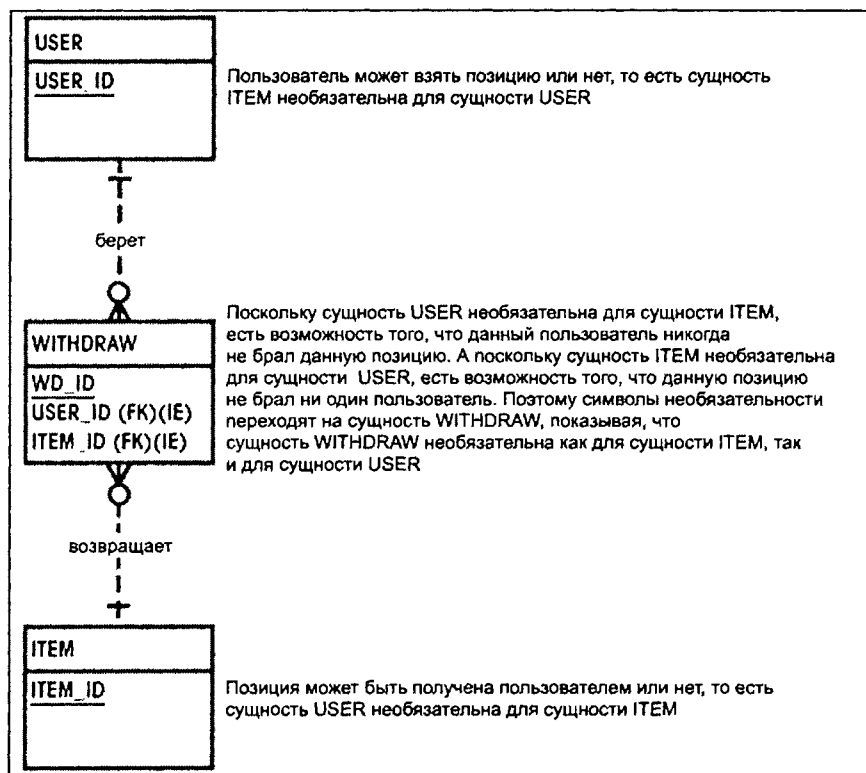 USER
USER_ID
Пользователь может взять позицию или нет, то есть сущность
ITEM необязательна для сущности USER
берет
WITHDRAW
WD_ID
USER_ID (FK)(IE)
ITEM_ID (FK)(IE)
Поскольку сущность USER необязательна для сущности ITEM,
есть возможность того, что данный пользователь никогда
не брал данную позицию. А поскольку сущность ITEM необязательна
для сущности USER, есть возможность того, что данную позицию
не брал ни один пользователь. Поэтому символы необязательности
переходят на сущность WITHDRAW, показывая, что
сущность WITHDRAW необязательна как для сущности ITEM, так
и для сущности USER
возвращает
ITEM
ITEM_ID
Позиция может быть получена пользователем или нет, то есть
сущность USER необязательна для сущности ITEM